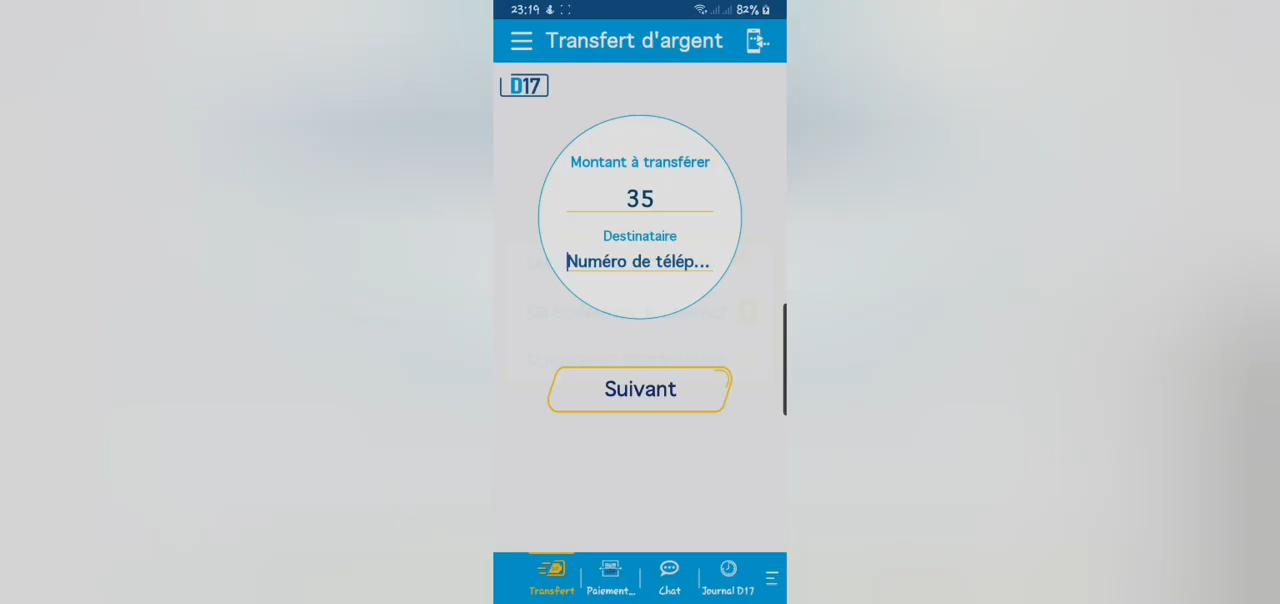 23:19 82%
Transfert d'argent
D17
Montant à transférer
35
Destinataire
Numéro de télép...
Suivant
Transfert Paiement... Chat Journal D17